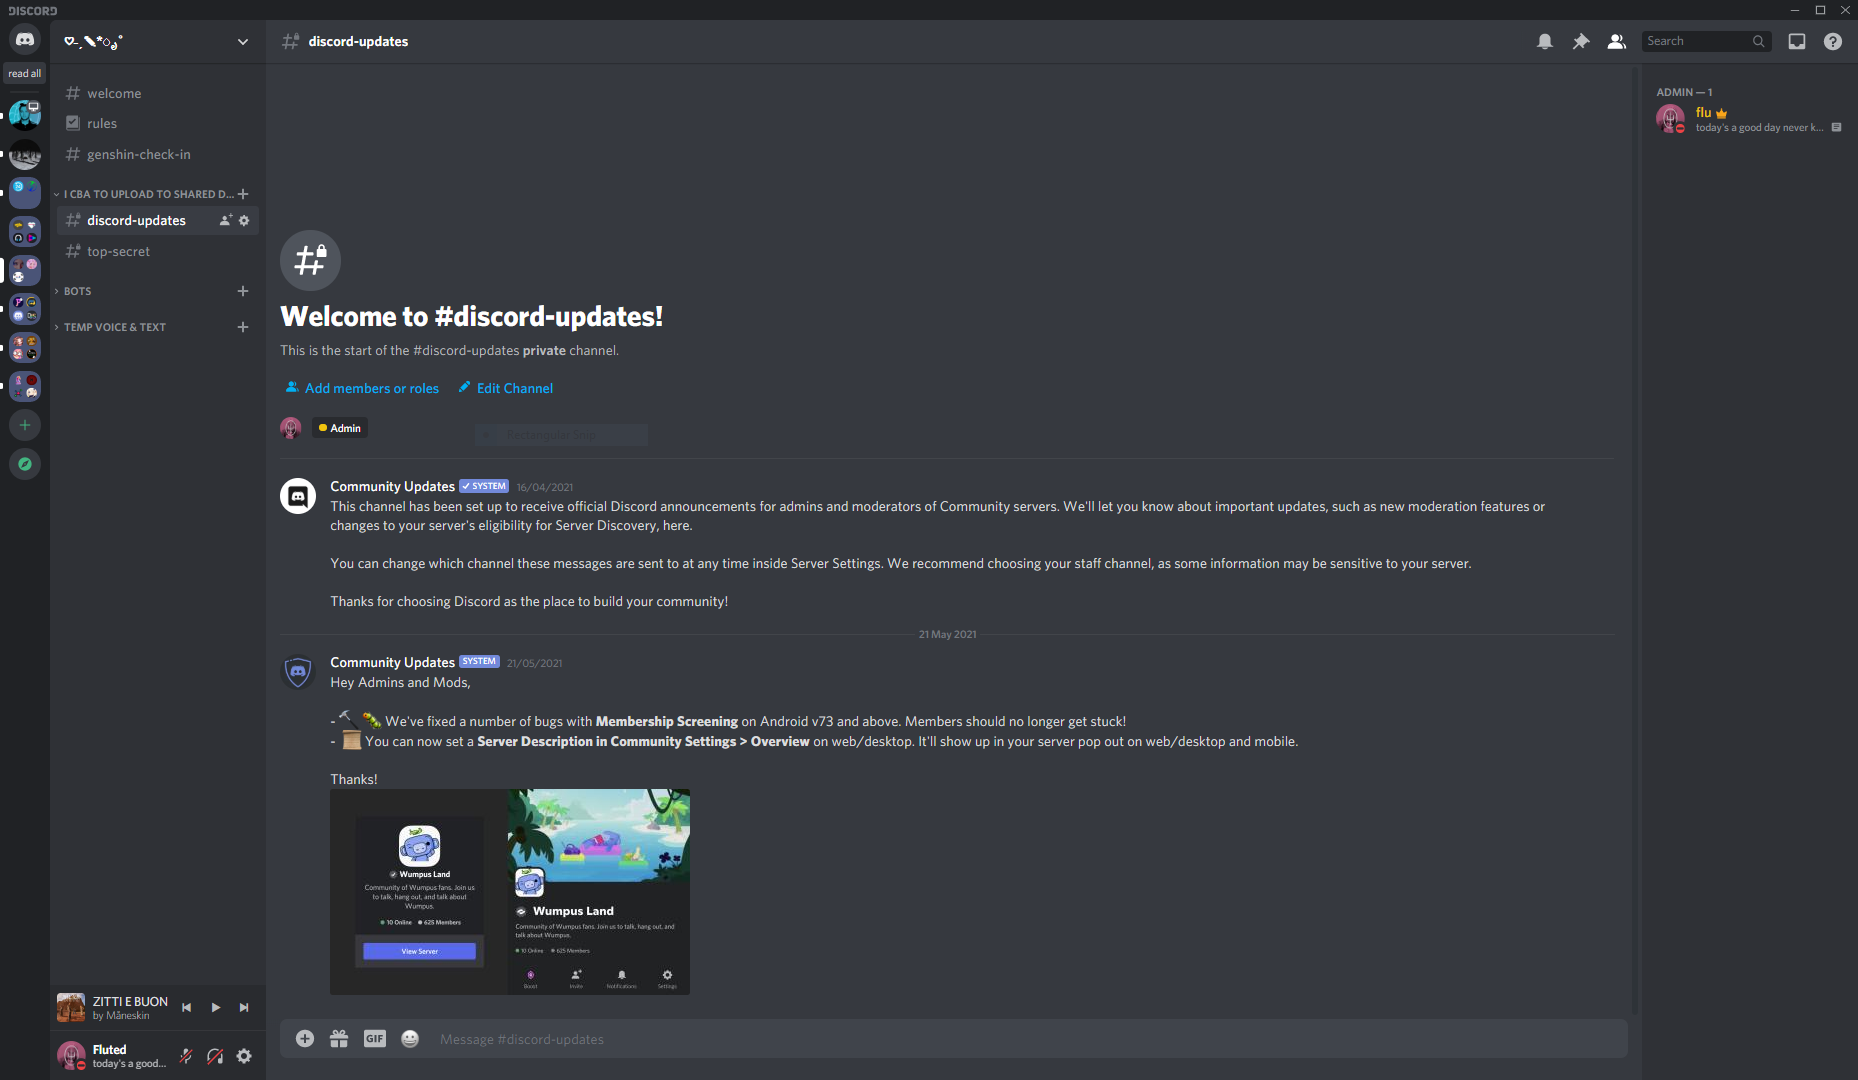 DISCORD
read all
welcome
rules
genshin-check-in
I CBA TO UPLOAD TO SHARED D...
discord-updates
top-secret
BOTS
TEMP VOICE & TEXT
ZITTI E BUON
by Måneskin
Fluted
today's a good...
discord-updates
Search
Welcome to #discord-updates!
This is the start of the #discord-updates private channel.
Add members or roles
Edit Channel
Admin
Rectangular Snip
Community Updates SYSTEM 16/04/2021
This channel has been set up to receive official Discord announcements for admins and moderators of Community servers. We'll let you know about important updates, such as new moderation features or
changes to your server's eligibility for Server Discovery, here.
You can change which channel these messages are sent to at any time inside Server Settings. We recommend choosing your staff channel, as some information may be sensitive to your server.
Thanks for choosing Discord as the place to build your community!
21 May 2021
Community Updates SYSTEM 21/05/2021
Hey Admins and Mods,
- 🔨 🐛 We've fixed a number of bugs with Membership Screening on Android v73 and above. Members should no longer get stuck!
- 📜 You can now set a Server Description in Community Settings > Overview on web/desktop. It'll show up in your server pop out on web/desktop and mobile.
Thanks!
Wumpus Land
Community of Wumpus fans. Join us
to talk, hang out, and talk about
Wumpus.
10 Online 625 Members
View Server
Wumpus Land
Community of Wumpus fans. Join us to talk, hang out, and
talk about Wumpus.
10 Online 625 Members
Boost Invite Notifications Settings
GIF
Message #discord-updates
ADMIN — 1
flu
today's a good day never k...